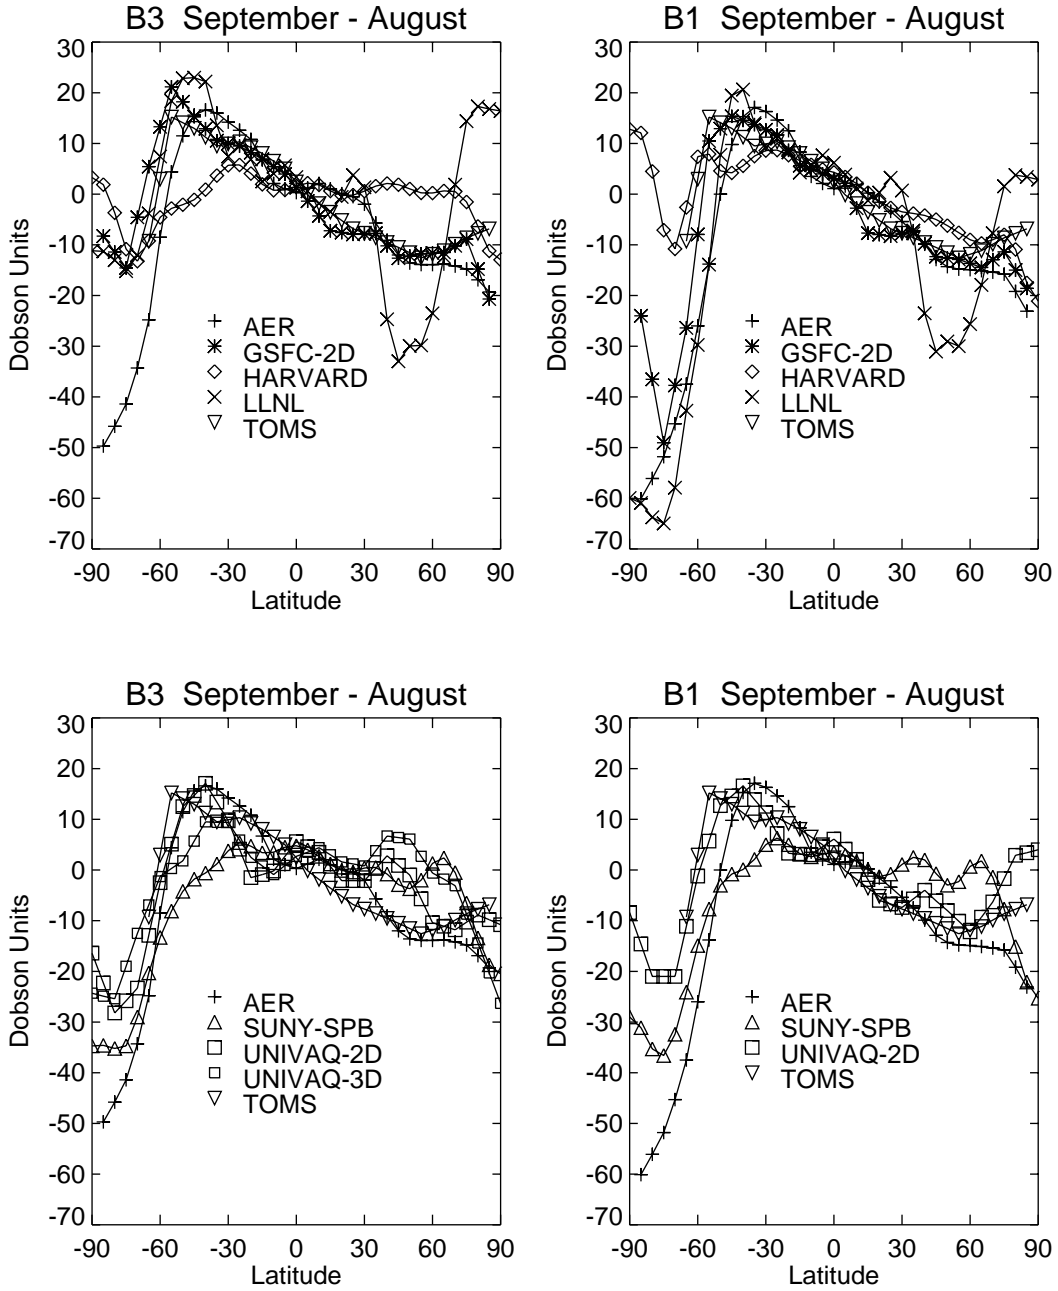 B3 September - August
30
20
10
0
-10
-20
-30
-40
-50
-60
-70
Dobson Units
AER
GSFC-2D
HARVARD
LLNL
TOMS
-90 -60 -30 0 30 60 90
Latitude
B1 September - August
30
20
10
0
-10
-20
-30
-40
-50
-60
-70
Dobson Units
AER
GSFC-2D
HARVARD
LLNL
TOMS
-90 -60 -30 0 30 60 90
Latitude
B3 September - August
30
20
10
0
-10
-20
-30
-40
-50
-60
-70
Dobson Units
AER
SUNY-SPB
UNIVAQ-2D
UNIVAQ-3D
TOMS
-90 -60 -30 0 30 60 90
Latitude
B1 September - August
30
20
10
0
-10
-20
-30
-40
-50
-60
-70
Dobson Units
AER
SUNY-SPB
UNIVAQ-2D
TOMS
-90 -60 -30 0 30 60 90
Latitude